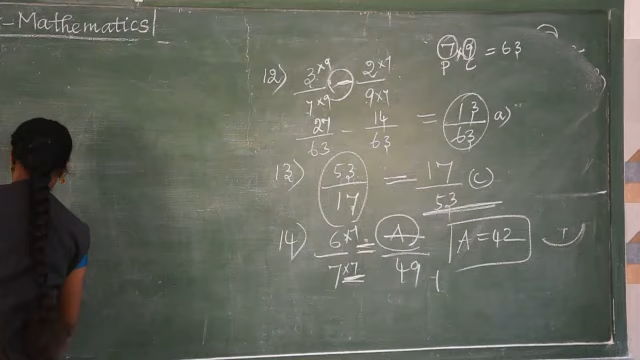 - Mathematics
7 × 9 = 63
P C
12) 3 ×9 / 7 ×9 − 2 ×7 / 9 ×7
27/63 − 14/63 = 13/63 a)
13) 53/17 = 17/53 (c)
14) 6 ×7 / 7 ×7 = A / 49 A = 42